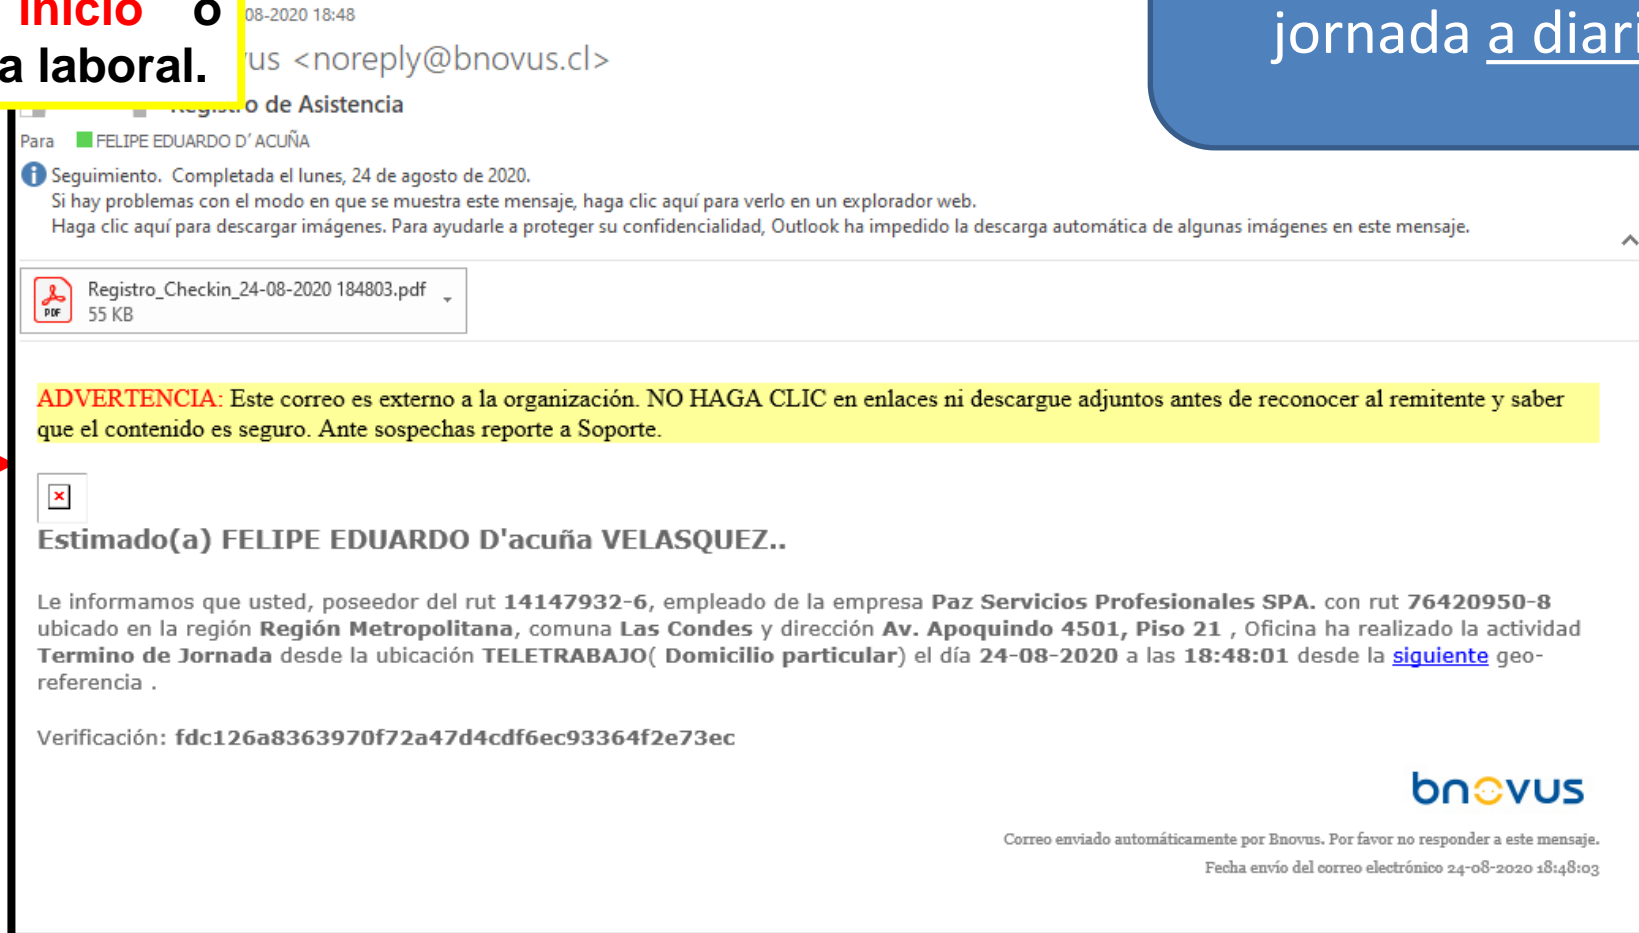 inicio o
a laboral.
jornada a diari
08-2020 18:48
us <noreply@bnovus.cl>
Registro de Asistencia
Para FELIPE EDUARDO D´ ACUÑA
Seguimiento. Completada el lunes, 24 de agosto de 2020.
Si hay problemas con el modo en que se muestra este mensaje, haga clic aquí para verlo en un explorador web.
Haga clic aquí para descargar imágenes. Para ayudarle a proteger su confidencialidad, Outlook ha impedido la descarga automática de algunas imágenes en este mensaje.
Registro_Checkin_24-08-2020 184803.pdf
PDF
55 KB
ADVERTENCIA: Este correo es externo a la organización. NO HAGA CLIC en enlaces ni descargue adjuntos antes de reconocer al remitente y saber
que el contenido es seguro. Ante sospechas reporte a Soporte.
Estimado(a) FELIPE EDUARDO D'acuña VELASQUEZ..
Le informamos que usted, poseedor del rut 14147932-6, empleado de la empresa Paz Servicios Profesionales SPA. con rut 76420950-8
ubicado en la región Región Metropolitana, comuna Las Condes y dirección Av. Apoquindo 4501, Piso 21 , Oficina ha realizado la actividad
Termino de Jornada desde la ubicación TELETRABAJO( Domicilio particular) el día 24-08-2020 a las 18:48:01 desde la siguiente geo-
referencia .
Verificación: fdc126a8363970f72a47d4cdf6ec93364f2e73ec
bnovus
Correo enviado automáticamente por Bnovus. Por favor no responder a este mensaje.
Fecha envío del correo electrónico 24-08-2020 18:48:03